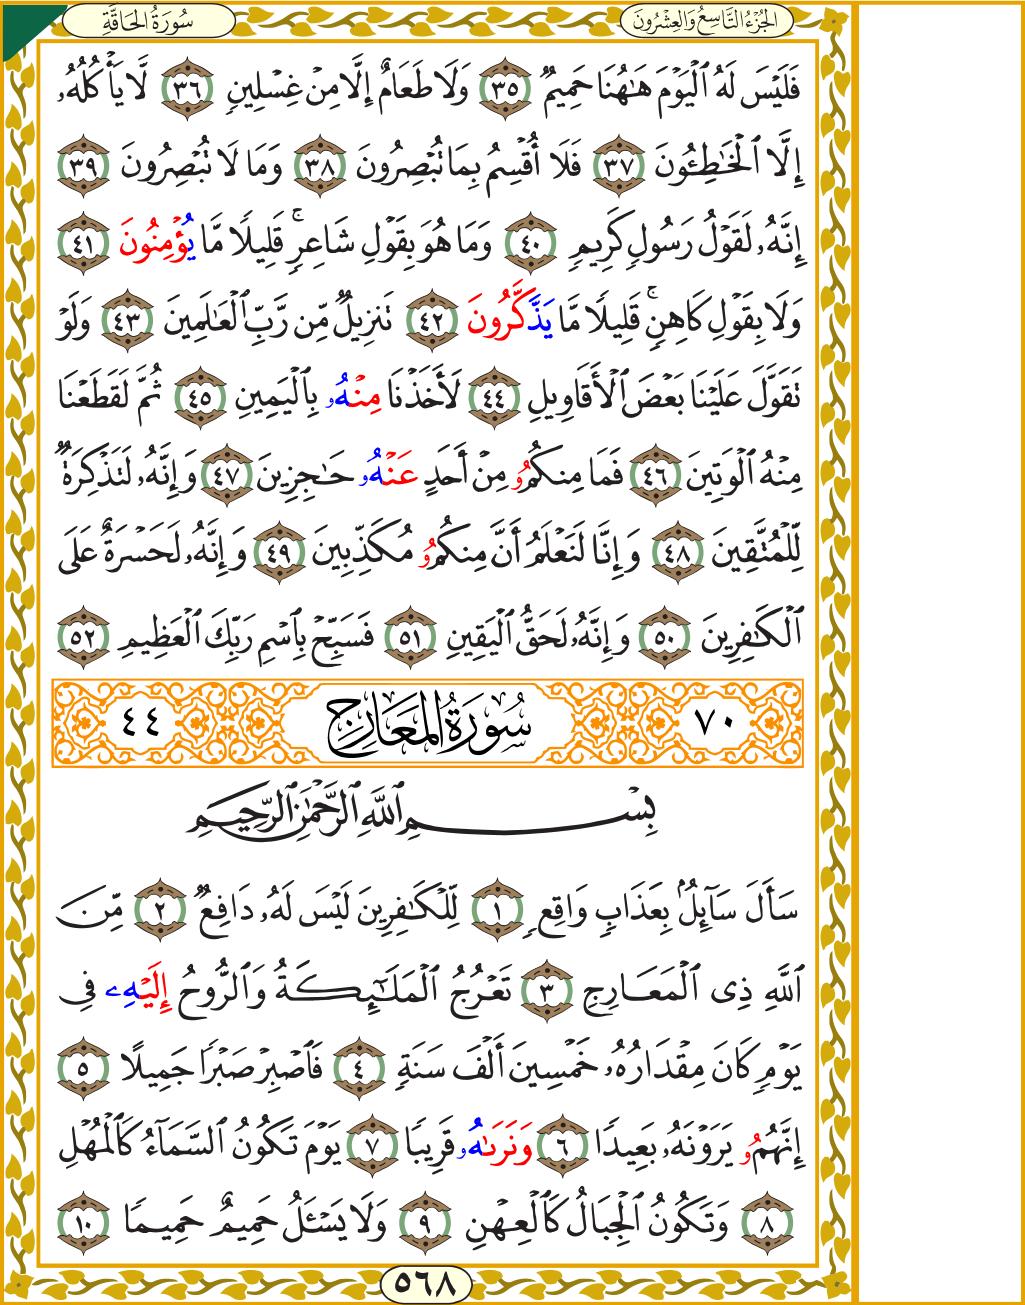 الجُزْءُ التَّاسِعُ وَالعِشْرُونَ
سُورَةُ الحَاقَّةِ
فَلَيْسَ لَهُ ٱلْيَوْمَ هَٰهُنَا حَمِيمٌ ٣٥ وَلَا طَعَامٌ إِلَّا مِنْ غِسْلِينٍ ٣٦ لَّا يَأْكُلُهُۥ
إِلَّا ٱلْخَٰطِـُٔونَ ٣٧ فَلَا أُقْسِمُ بِمَا تُبْصِرُونَ ٣٨ وَمَا لَا تُبْصِرُونَ ٣٩
إِنَّهُۥ لَقَوْلُ رَسُولٍ كَرِيمٍ ٤٠ وَمَا هُوَ بِقَوْلِ شَاعِرٍۚ قَلِيلًا مَّا يُؤْمِنُونَ ٤١
وَلَا بِقَوْلِ كَاهِنٍۚ قَلِيلًا مَّا يَذَّكَّرُونَ ٤٢ تَنزِيلٌ مِّن رَّبِّ ٱلْعَٰلَمِينَ ٤٣ وَلَوْ
تَقَوَّلَ عَلَيْنَا بَعْضَ ٱلْأَقَاوِيلِ ٤٤ لَأَخَذْنَا مِنْهُۥ بِٱلْيَمِينِ ٤٥ ثُمَّ لَقَطَعْنَا
مِنْهُ ٱلْوَتِينَ ٤٦ فَمَا مِنكُمُۥ مِنْ أَحَدٍ عَنْهُۥ حَٰجِزِينَ ٤٧ وَإِنَّهُۥ لَتَذْكِرَةٌ
لِّلْمُتَّقِينَ ٤٨ وَإِنَّا لَنَعْلَمُ أَنَّ مِنكُمُۥ مُكَذِّبِينَ ٤٩ وَإِنَّهُۥ لَحَسْرَةٌ عَلَى
ٱلْكَٰفِرِينَ ٥٠ وَإِنَّهُۥ لَحَقُّ ٱلْيَقِينِ ٥١ فَسَبِّحْ بِٱسْمِ رَبِّكَ ٱلْعَظِيمِ ٥٢
٧٠ سُورَةُ المَعَارِجِ ٤٤
بِسْمِ ٱللَّهِ ٱلرَّحْمَٰنِ ٱلرَّحِيمِ
سَأَلَ سَآئِلٌۢ بِعَذَابٍ وَاقِعٍ ١ لِّلْكَٰفِرِينَ لَيْسَ لَهُۥ دَافِعٌ ٢ مِّنَ
ٱللَّهِ ذِى ٱلْمَعَارِجِ ٣ تَعْرُجُ ٱلْمَلَٰٓئِكَةُ وَٱلرُّوحُ إِلَيْهِۦ فِى
يَوْمٍ كَانَ مِقْدَارُهُۥ خَمْسِينَ أَلْفَ سَنَةٍ ٤ فَٱصْبِرْ صَبْرًا جَمِيلًا ٥
إِنَّهُمُۥ يَرَوْنَهُۥ بَعِيدًا ٦ وَنَرَىٰهُۥ قَرِيبًا ٧ يَوْمَ تَكُونُ ٱلسَّمَآءُ كَٱلْمُهْلِ
٨ وَتَكُونُ ٱلْجِبَالُ كَٱلْعِهْنِ ٩ وَلَا يَسْـَٔلُ حَمِيمٌ حَمِيمًا ١٠
٥٦٨